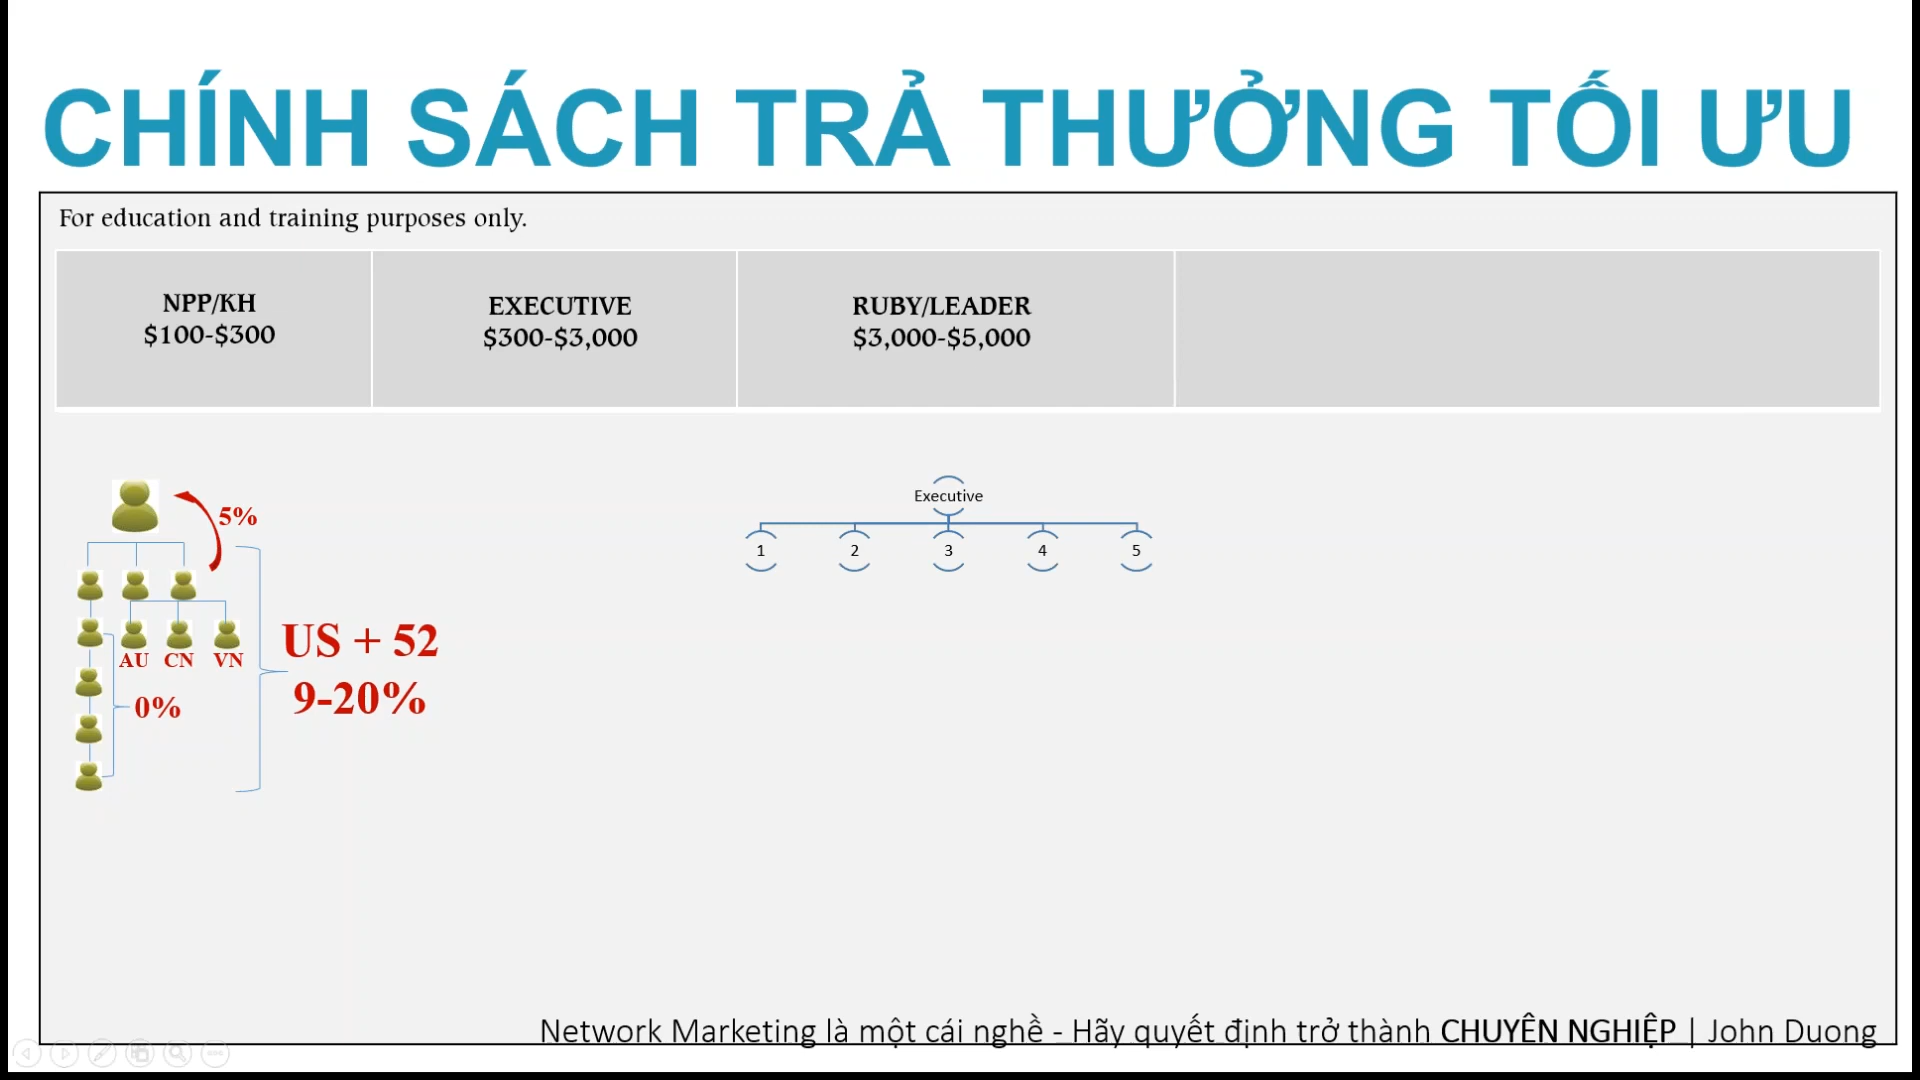 CHÍNH SÁCH TRẢ THƯỞNG TỐI ƯU
For education and training purposes only.
NPP/KH
$100-$300
EXECUTIVE
$300-$3,000
RUBY/LEADER
$3,000-$5,000
5%
AU CN VN
0%
US + 52
9-20%
Executive
1 2 3 4 5
Network Marketing là một cái nghề - Hãy quyết định trở thành CHUYÊN NGHIỆP | John Duong